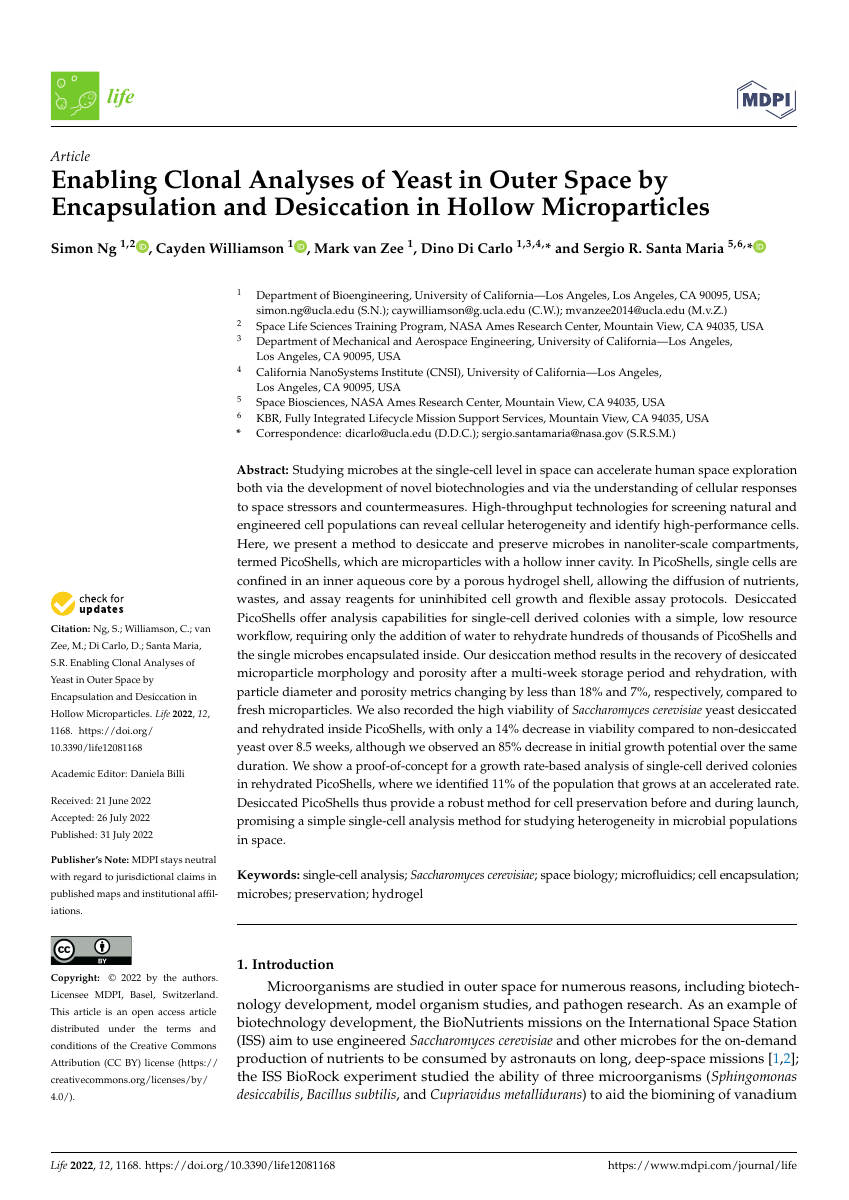 life
MDPI
Article
Enabling Clonal Analyses of Yeast in Outer Space by
Encapsulation and Desiccation in Hollow Microparticles
Simon Ng 1,2, Cayden Williamson 1, Mark van Zee 1, Dino Di Carlo 1,3,4,* and Sergio R. Santa Maria 5,6,*
1 Department of Bioengineering, University of California—Los Angeles, Los Angeles, CA 90095, USA;
simon.ng@ucla.edu (S.N.); caywilliamson@g.ucla.edu (C.W.); mvanzee2014@ucla.edu (M.v.Z.)
2 Space Life Sciences Training Program, NASA Ames Research Center, Mountain View, CA 94035, USA
3 Department of Mechanical and Aerospace Engineering, University of California—Los Angeles,
Los Angeles, CA 90095, USA
4 California NanoSystems Institute (CNSI), University of California—Los Angeles,
Los Angeles, CA 90095, USA
5 Space Biosciences, NASA Ames Research Center, Mountain View, CA 94035, USA
6 KBR, Fully Integrated Lifecycle Mission Support Services, Mountain View, CA 94035, USA
* Correspondence: dicarlo@ucla.edu (D.D.C.); sergio.santamaria@nasa.gov (S.R.S.M.)
Abstract: Studying microbes at the single-cell level in space can accelerate human space exploration
both via the development of novel biotechnologies and via the understanding of cellular responses
to space stressors and countermeasures. High-throughput technologies for screening natural and
engineered cell populations can reveal cellular heterogeneity and identify high-performance cells.
Here, we present a method to desiccate and preserve microbes in nanoliter-scale compartments,
termed PicoShells, which are microparticles with a hollow inner cavity. In PicoShells, single cells are
confined in an inner aqueous core by a porous hydrogel shell, allowing the diffusion of nutrients,
wastes, and assay reagents for uninhibited cell growth and flexible assay protocols. Desiccated
PicoShells offer analysis capabilities for single-cell derived colonies with a simple, low resource
workflow, requiring only the addition of water to rehydrate hundreds of thousands of PicoShells and
the single microbes encapsulated inside. Our desiccation method results in the recovery of desiccated
microparticle morphology and porosity after a multi-week storage period and rehydration, with
particle diameter and porosity metrics changing by less than 18% and 7%, respectively, compared to
fresh microparticles. We also recorded the high viability of Saccharomyces cerevisiae yeast desiccated
and rehydrated inside PicoShells, with only a 14% decrease in viability compared to non-desiccated
yeast over 8.5 weeks, although we observed an 85% decrease in initial growth potential over the same
duration. We show a proof-of-concept for a growth rate-based analysis of single-cell derived colonies
in rehydrated PicoShells, where we identified 11% of the population that grows at an accelerated rate.
Desiccated PicoShells thus provide a robust method for cell preservation before and during launch,
promising a simple single-cell analysis method for studying heterogeneity in microbial populations
in space.
Keywords: single-cell analysis; Saccharomyces cerevisiae; space biology; microfluidics; cell encapsulation;
microbes; preservation; hydrogel
check for
updates
Citation: Ng, S.; Williamson, C.; van
Zee, M.; Di Carlo, D.; Santa Maria,
S.R. Enabling Clonal Analyses of
Yeast in Outer Space by
Encapsulation and Desiccation in
Hollow Microparticles. Life 2022, 12,
1168. https://doi.org/
10.3390/life12081168
Academic Editor: Daniela Billi
Received: 21 June 2022
Accepted: 26 July 2022
Published: 31 July 2022
Publisher's Note: MDPI stays neutral
with regard to jurisdictional claims in
published maps and institutional affil-
iations.
CC BY
Copyright: © 2022 by the authors.
Licensee MDPI, Basel, Switzerland.
This article is an open access article
distributed under the terms and
conditions of the Creative Commons
Attribution (CC BY) license (https://
creativecommons.org/licenses/by/
4.0/).
1. Introduction
Microorganisms are studied in outer space for numerous reasons, including biotech-
nology development, model organism studies, and pathogen research. As an example of
biotechnology development, the BioNutrients missions on the International Space Station
(ISS) aim to use engineered Saccharomyces cerevisiae and other microbes for the on-demand
production of nutrients to be consumed by astronauts on long, deep-space missions [1,2];
the ISS BioRock experiment studied the ability of three microorganisms (Sphingomonas
desiccabilis, Bacillus subtilis, and Cupriavidus metallidurans) to aid the biomining of vanadium
Life 2022, 12, 1168. https://doi.org/10.3390/life12081168
https://www.mdpi.com/journal/life